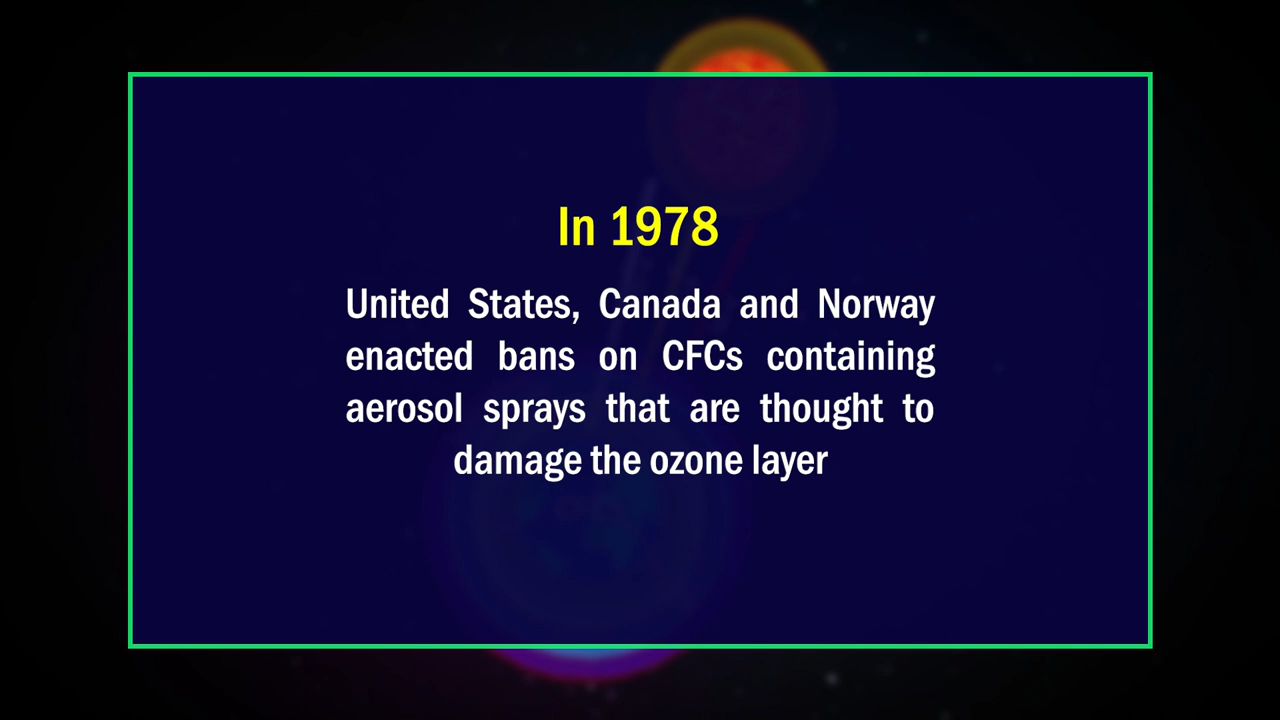 In 1978
United States, Canada and Norway
enacted bans on CFCs containing
aerosol sprays that are thought to
damage the ozone layer